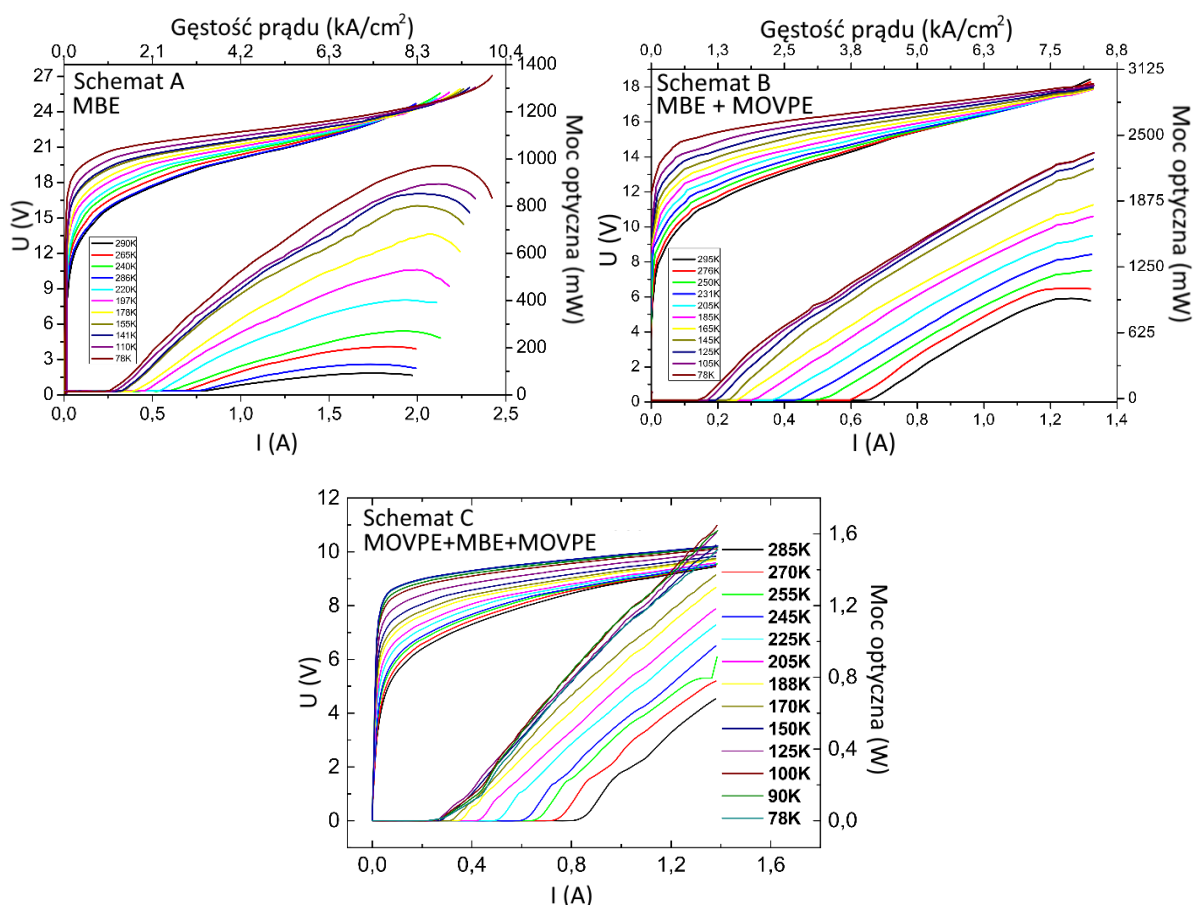 Gęstość prądu (kA/cm²)
0,0 2,1 4,2 6,3 8,3 10,4
Schemat A
MBE
27
24
21
18
15
12
9
6
3
0
U (V)
290K
265K
240K
286K
220K
197K
178K
155K
141K
110K
78K
1400
1200
1000
800
600
400
200
0
Moc optyczna (mW)
0,0 0,5 1,0 1,5 2,0 2,5
I (A)
Gęstość prądu (kA/cm²)
0,0 1,3 2,5 3,8 5,0 6,3 7,5 8,8
Schemat B
MBE + MOVPE
18
16
14
12
10
8
6
4
2
0
U (V)
295K
276K
250K
231K
205K
185K
165K
145K
125K
105K
78K
3125
2500
1875
1250
625
0
Moc optyczna (mW)
0,0 0,2 0,4 0,6 0,8 1,0 1,2 1,4
I (A)
Schemat C
MOVPE+MBE+MOVPE
12
10
8
6
4
2
0
U (V)
285K
270K
255K
245K
225K
205K
188K
170K
150K
125K
100K
90K
78K
1,6
1,2
0,8
0,4
0,0
Moc optyczna (W)
0,0 0,4 0,8 1,2 1,6
I (A)